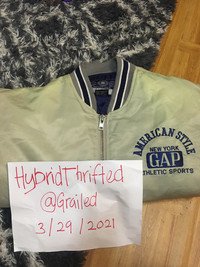 AMERICAN STYLE
NEW YORK
GAP
ATHLETIC SPORTS
HybridThrifted
@Grailed
3/29/2021